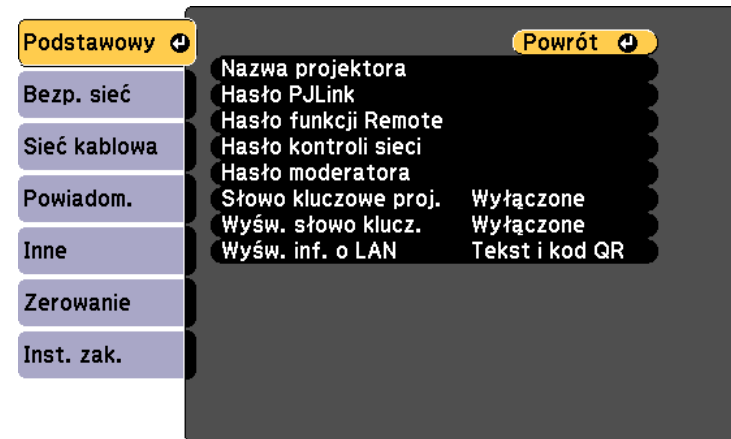 Podstawowy
Powrót
Nazwa projektora
Hasło PJLink
Hasło funkcji Remote
Hasło kontroli sieci
Hasło moderatora
Słowo kluczowe proj. Wyłączone
Wyśw. słowo klucz. Wyłączone
Wyśw. inf. o LAN Tekst i kod QR
Bezp. sieć
Sieć kablowa
Powiadom.
Inne
Zerowanie
Inst. zak.